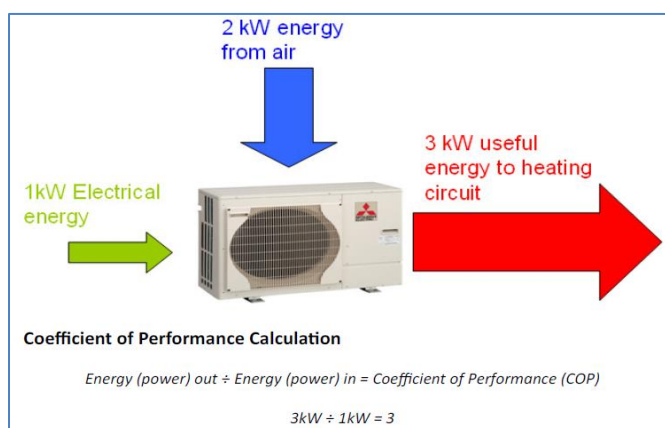 2 kW energy
from air
3 kW useful
energy to heating
circuit
1kW Electrical
energy
Coefficient of Performance Calculation
Energy (power) out ÷ Energy (power) in = Coefficient of Performance (COP)
3kW ÷ 1kW = 3